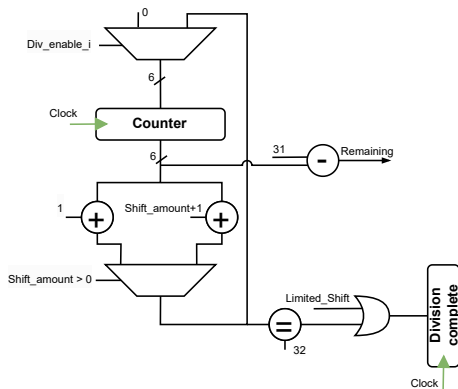 0
Div_enable_i
6
Clock
Counter
6
31
-
Remaining
1
+
Shift_amount+1
+
Shift_amount > 0
Limited_Shift
=
32
Division
complete
Clock